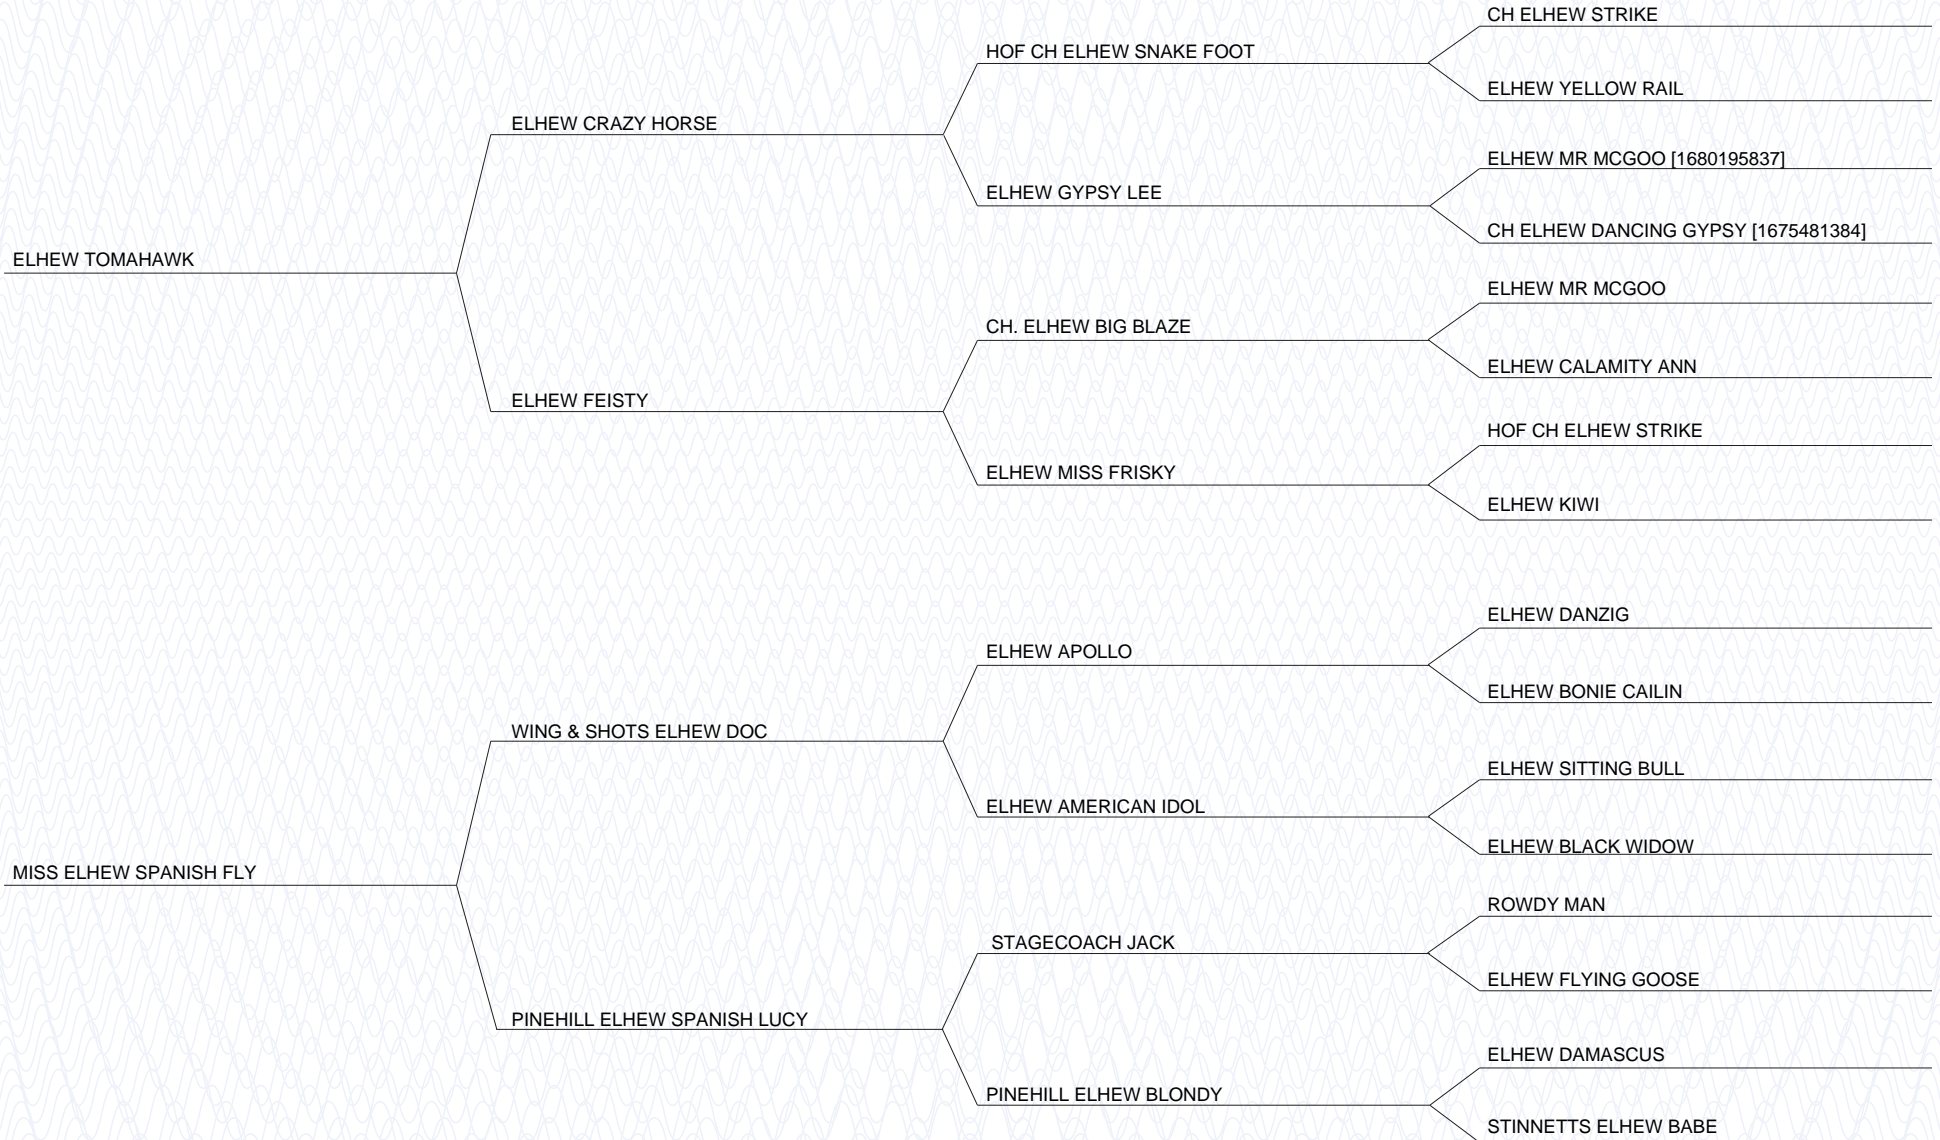 CH ELHEW STRIKE
HOF CH ELHEW SNAKE FOOT
ELHEW YELLOW RAIL
ELHEW CRAZY HORSE
ELHEW MR MCGOO [1680195837]
ELHEW GYPSY LEE
CH ELHEW DANCING GYPSY [1675481384]
ELHEW TOMAHAWK
ELHEW MR MCGOO
CH. ELHEW BIG BLAZE
ELHEW CALAMITY ANN
ELHEW FEISTY
HOF CH ELHEW STRIKE
ELHEW MISS FRISKY
ELHEW KIWI
ELHEW DANZIG
ELHEW APOLLO
ELHEW BONIE CAILIN
WING & SHOTS ELHEW DOC
ELHEW SITTING BULL
ELHEW AMERICAN IDOL
ELHEW BLACK WIDOW
MISS ELHEW SPANISH FLY
ROWDY MAN
STAGECOACH JACK
ELHEW FLYING GOOSE
PINEHILL ELHEW SPANISH LUCY
ELHEW DAMASCUS
PINEHILL ELHEW BLONDY
STINNETTS ELHEW BABE